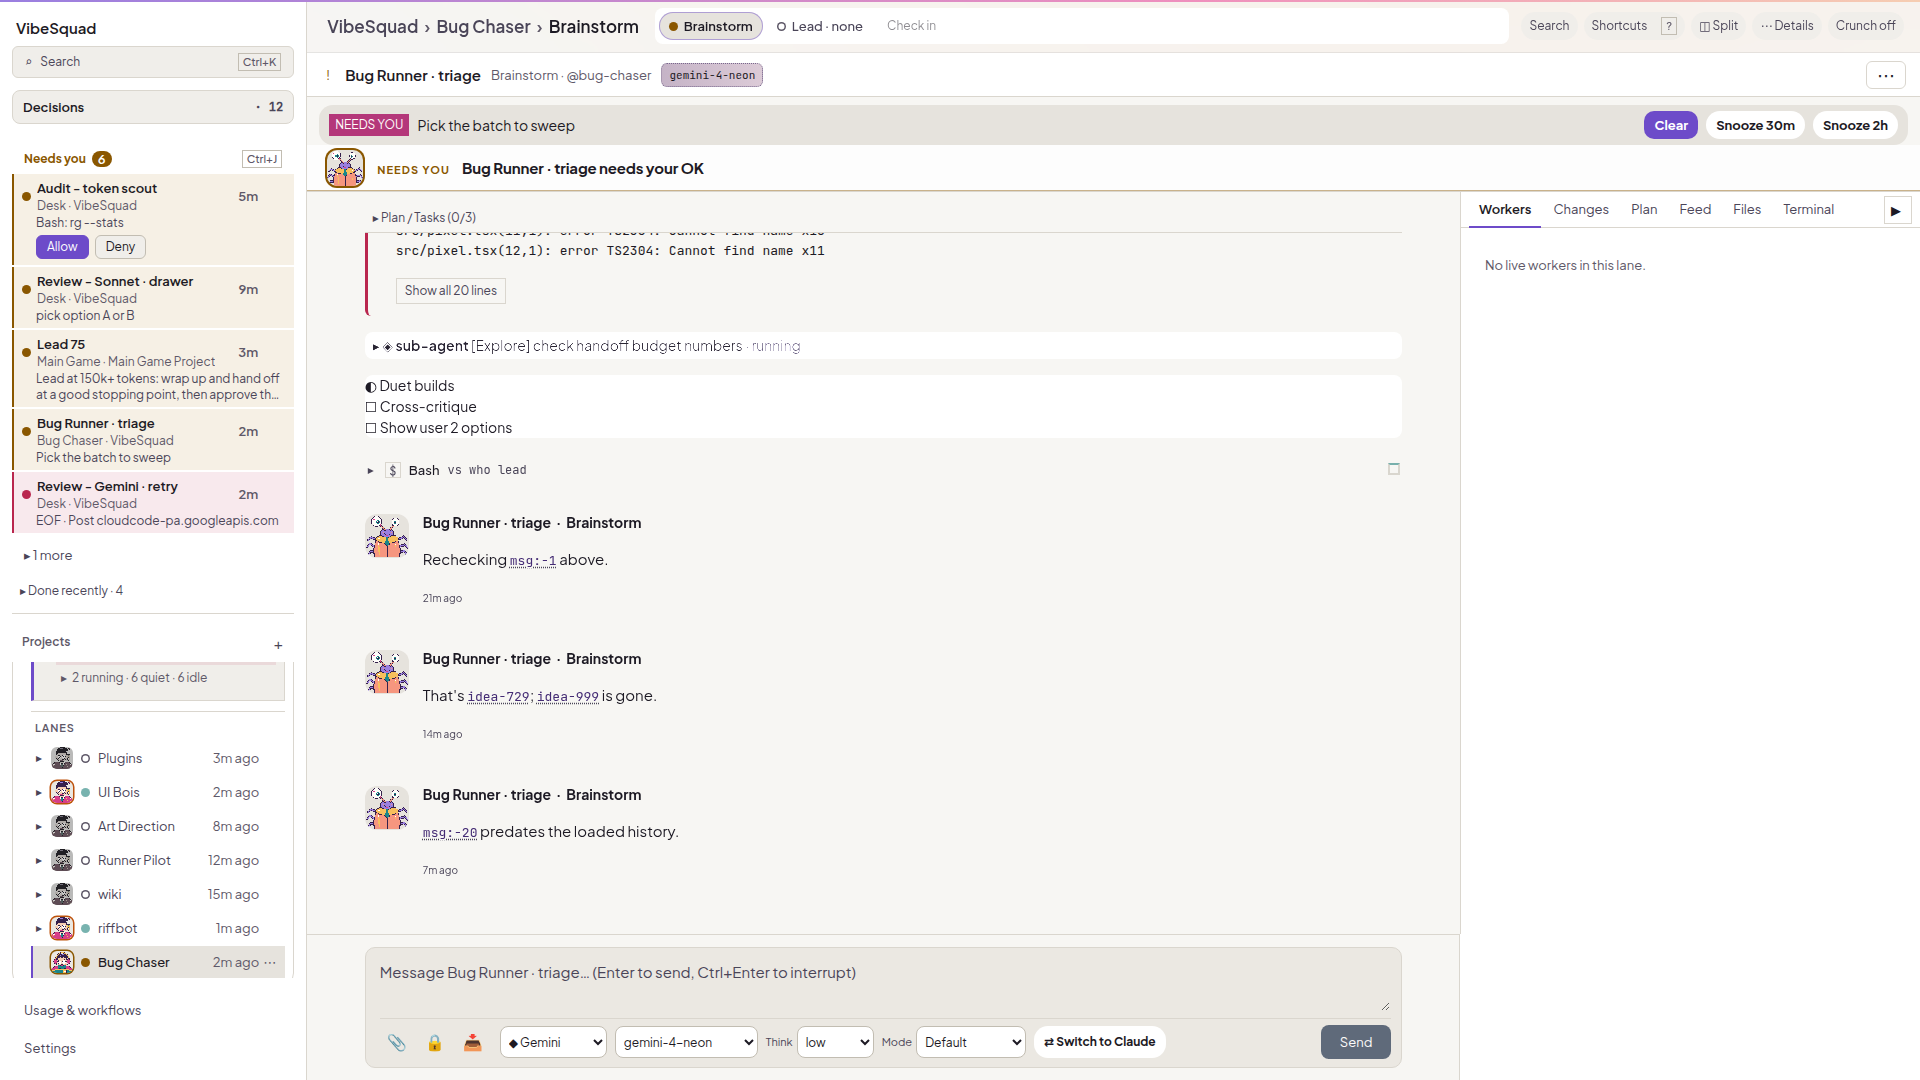 VibeSquad
Search Ctrl+K
Decisions · 12
Needs you 6 Ctrl+J
Audit – token scout 5m
Desk · VibeSquad
Bash: rg --stats
Allow Deny
Review – Sonnet · drawer 9m
Desk · VibeSquad
pick option A or B
Lead 75 3m
Main Game · Main Game Project
Lead at 150k+ tokens: wrap up and hand off
at a good stopping point, then approve th…
Bug Runner · triage 2m
Bug Chaser · VibeSquad
Pick the batch to sweep
Review – Gemini · retry 2m
Desk · VibeSquad
EOF · Post cloudcode-pa.googleapis.com
▸ 1 more
▸ Done recently · 4
Projects +
▸ 2 running · 6 quiet · 6 idle
LANES
▸ Plugins 3m ago
▸ UI Bois 2m ago
▸ Art Direction 8m ago
▸ Runner Pilot 12m ago
▸ wiki 15m ago
▸ riffbot 1m ago
Bug Chaser 2m ago ···
Usage & workflows
Settings
VibeSquad › Bug Chaser › Brainstorm Brainstorm Lead · none Check in Search Shortcuts ? Split ··· Details Crunch off
! Bug Runner · triage Brainstorm · @bug-chaser gemini-4-neon ···
NEEDS YOU Pick the batch to sweep Clear Snooze 30m Snooze 2h
NEEDS YOU Bug Runner · triage needs your OK
▸ Plan / Tasks (0/3)
src/pixel.tsx(12,1): error TS2304: Cannot find name x11
Show all 20 lines
▸ ◈ sub-agent [Explore] check handoff budget numbers · running
◐ Duet builds
☐ Cross-critique
☐ Show user 2 options
▸ $ Bash vs who lead
Bug Runner · triage · Brainstorm
Rechecking msg:-1 above.
21m ago
Bug Runner · triage · Brainstorm
That's idea-729; idea-999 is gone.
14m ago
Bug Runner · triage · Brainstorm
msg:-20 predates the loaded history.
7m ago
Message Bug Runner · triage… (Enter to send, Ctrl+Enter to interrupt)
◆ Gemini gemini-4-neon Think low Mode Default ⇄ Switch to Claude Send
Workers Changes Plan Feed Files Terminal ▶
No live workers in this lane.